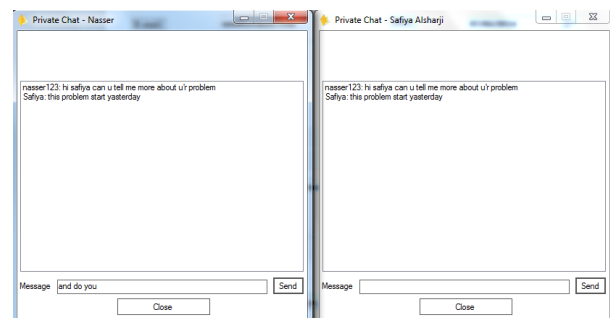 Private Chat - Nasser
nasser123: hi safiya can u tell me more about u'r problem
Safiya: this problem start yasterday
Message and do you Send
Close
Private Chat - Safiya Alsharji
nasser123: hi safiya can u tell me more about u'r problem
Safiya: this problem start yasterday
Message Send
Close